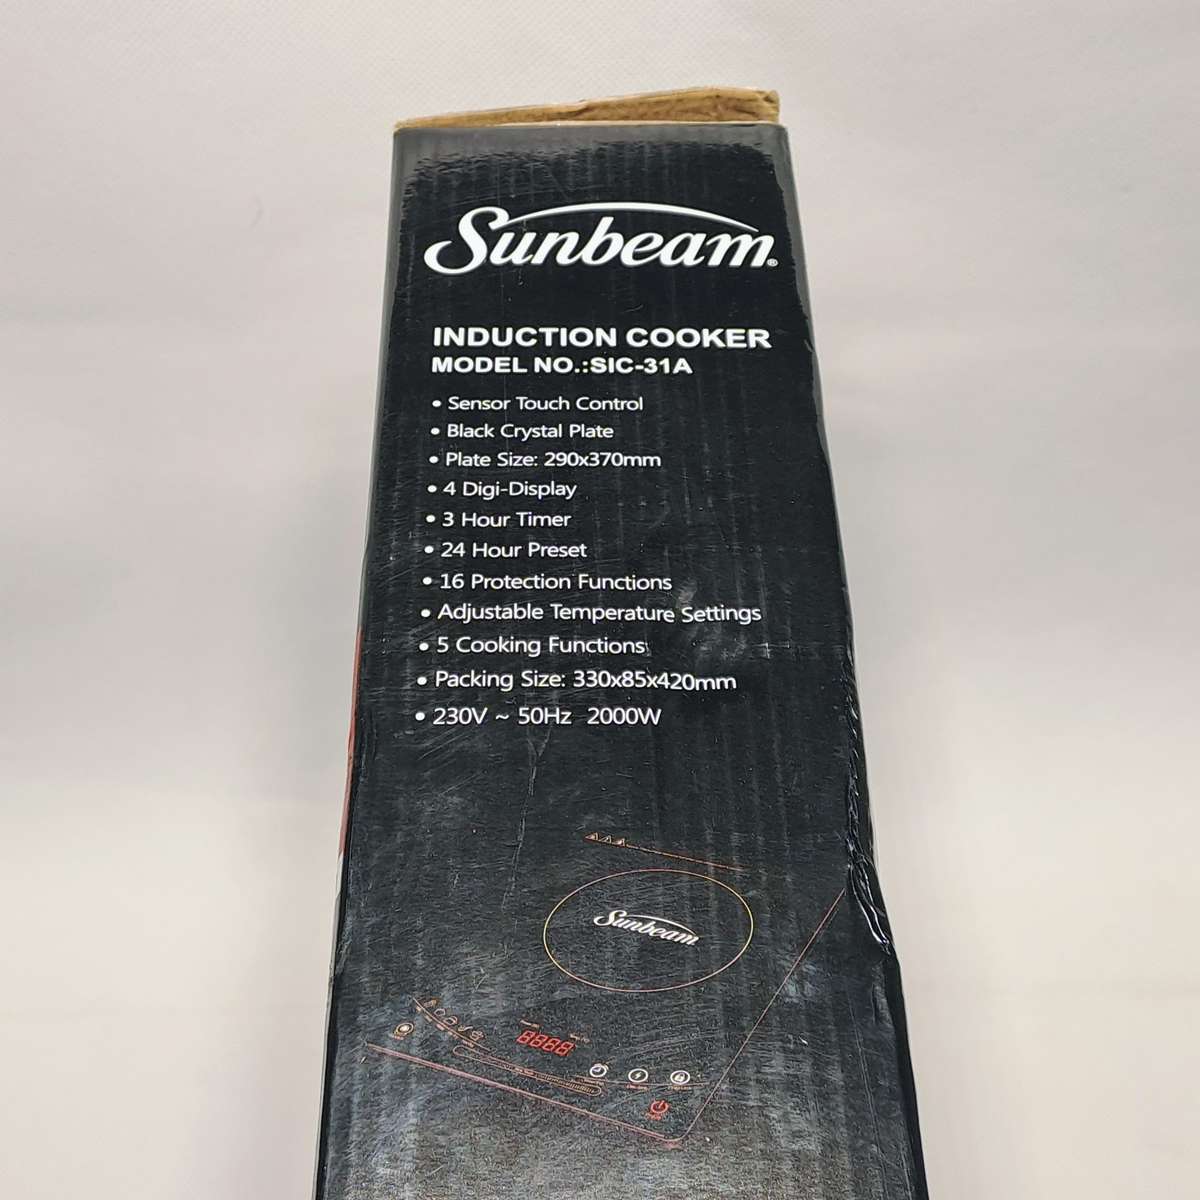 Sunbeam®
INDUCTION COOKER
MODEL NO.:SIC-31A
• Sensor Touch Control
• Black Crystal Plate
• Plate Size: 290x370mm
• 4 Digi-Display
• 3 Hour Timer
• 24 Hour Preset
• 16 Protection Functions
• Adjustable Temperature Settings
• 5 Cooking Functions
• Packing Size: 330x85x420mm
• 230V ~ 50Hz 2000W
Sunbeam
8888